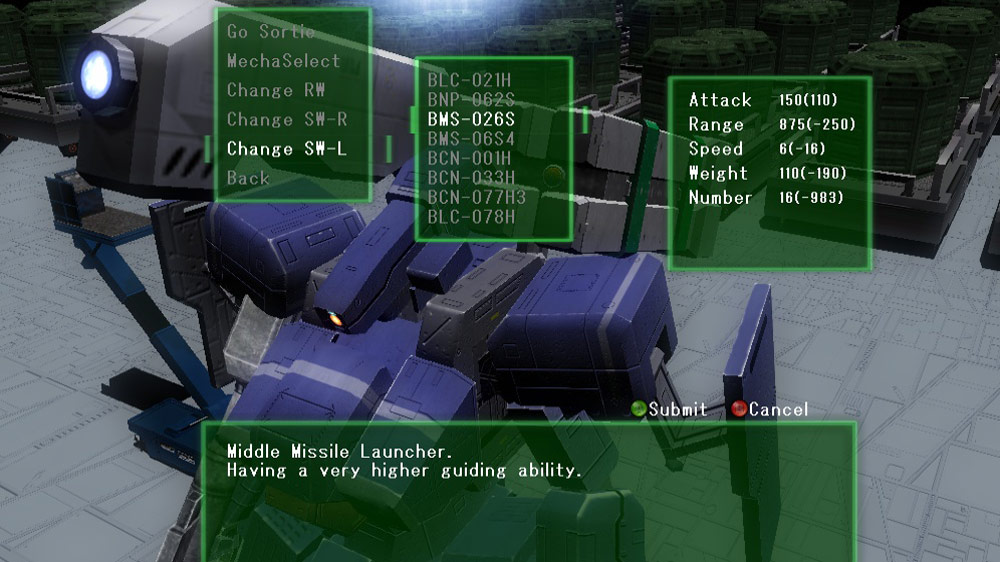 Go Sortie
MechaSelect
Change RW
Change SW-R
Change SW-L
Back
BLC-021H
BNP-062S
BMS-026S
BMS-06S4
BCN-001H
BCN-033H
BCN-077H3
BLC-078H
Attack 150(110)
Range 875(-250)
Speed 6(-16)
Weight 110(-190)
Number 16(-983)
Submit Cancel
Middle Missile Launcher.
Having a very higher guiding ability.